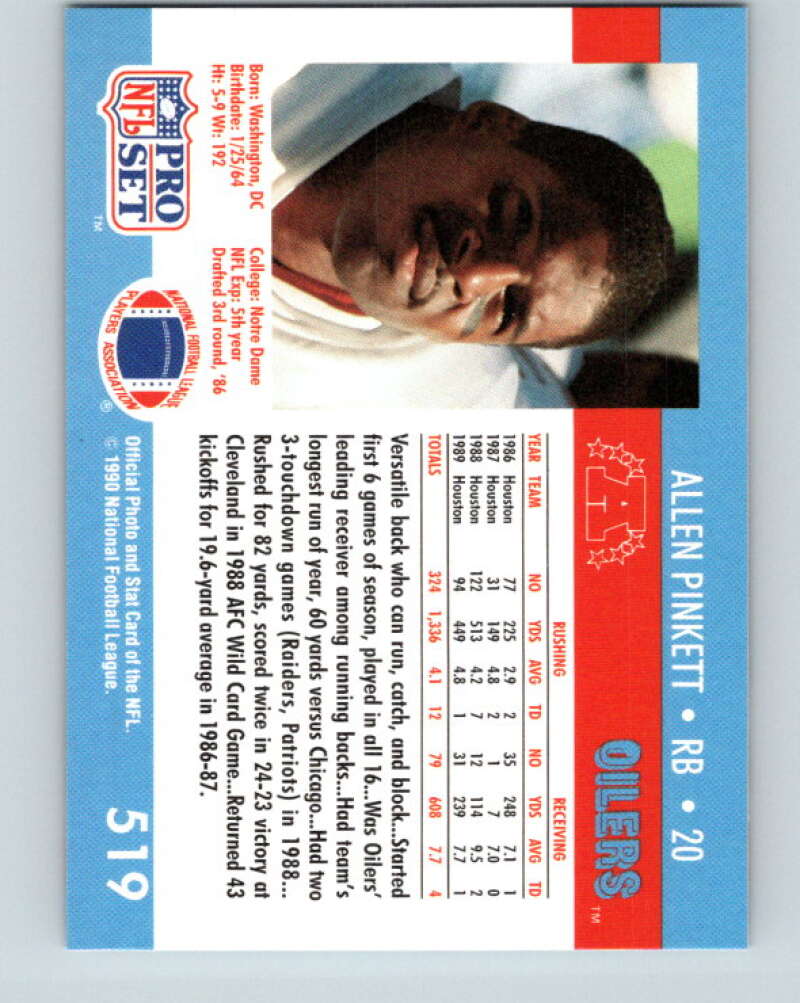 ALLEN PINKETT • RB • 20
OILERS TM
A
RUSHING RECEIVING
YEAR TEAM NO YDS AVG TD NO YDS AVG TD
1986 Houston 77 225 2.9 2 35 248 7.1 1
1987 Houston 31 149 4.8 2 1 7 7.0 0
1988 Houston 122 513 4.2 7 12 114 9.5 2
1989 Houston 94 449 4.8 1 31 239 7.7 1
TOTALS 324 1,336 4.1 12 79 608 7.7 4
Versatile back who can run, catch, and block...Started
first 6 games of season, played in all 16...Was Oilers'
leading receiver among running backs...Had team's
longest run of year, 60 yards versus Chicago...Had two
3-touchdown games (Raiders, Patriots) in 1988...
Rushed for 82 yards, scored twice in 24-23 victory at
Cleveland in 1988 AFC Wild Card Game...Returned 43
kickoffs for 19.6-yard average in 1986-87.
Born: Washington, DC
Birthdate: 1/25/64
Ht: 5-9 Wt: 192
College: Notre Dame
NFL Exp: 5th year
Drafted 3rd round, '86
PRO
NFL SET
TM
NATIONAL FOOTBALL LEAGUE
PLAYERS ASSOCIATION
®
Official Photo and Stat Card of the NFL.
© 1990 National Football League.
519